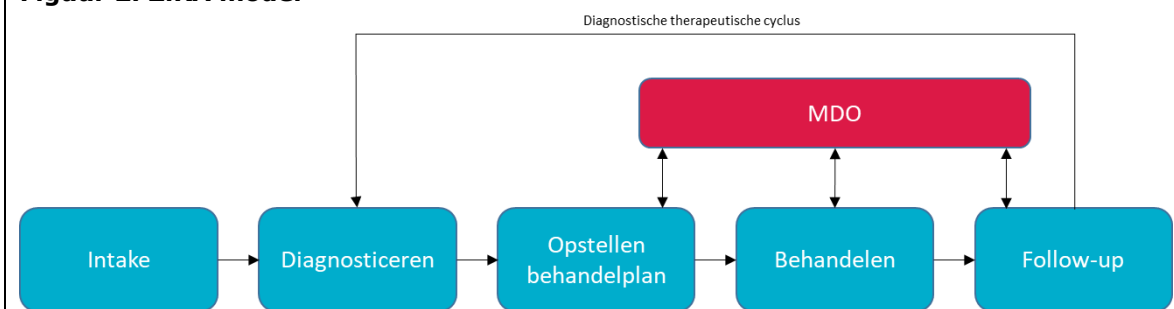 Diagnostische therapeutische cyclus
MDO
Intake
Diagnosticeren
Opstellen
behandelplan
Behandelen
Follow-up